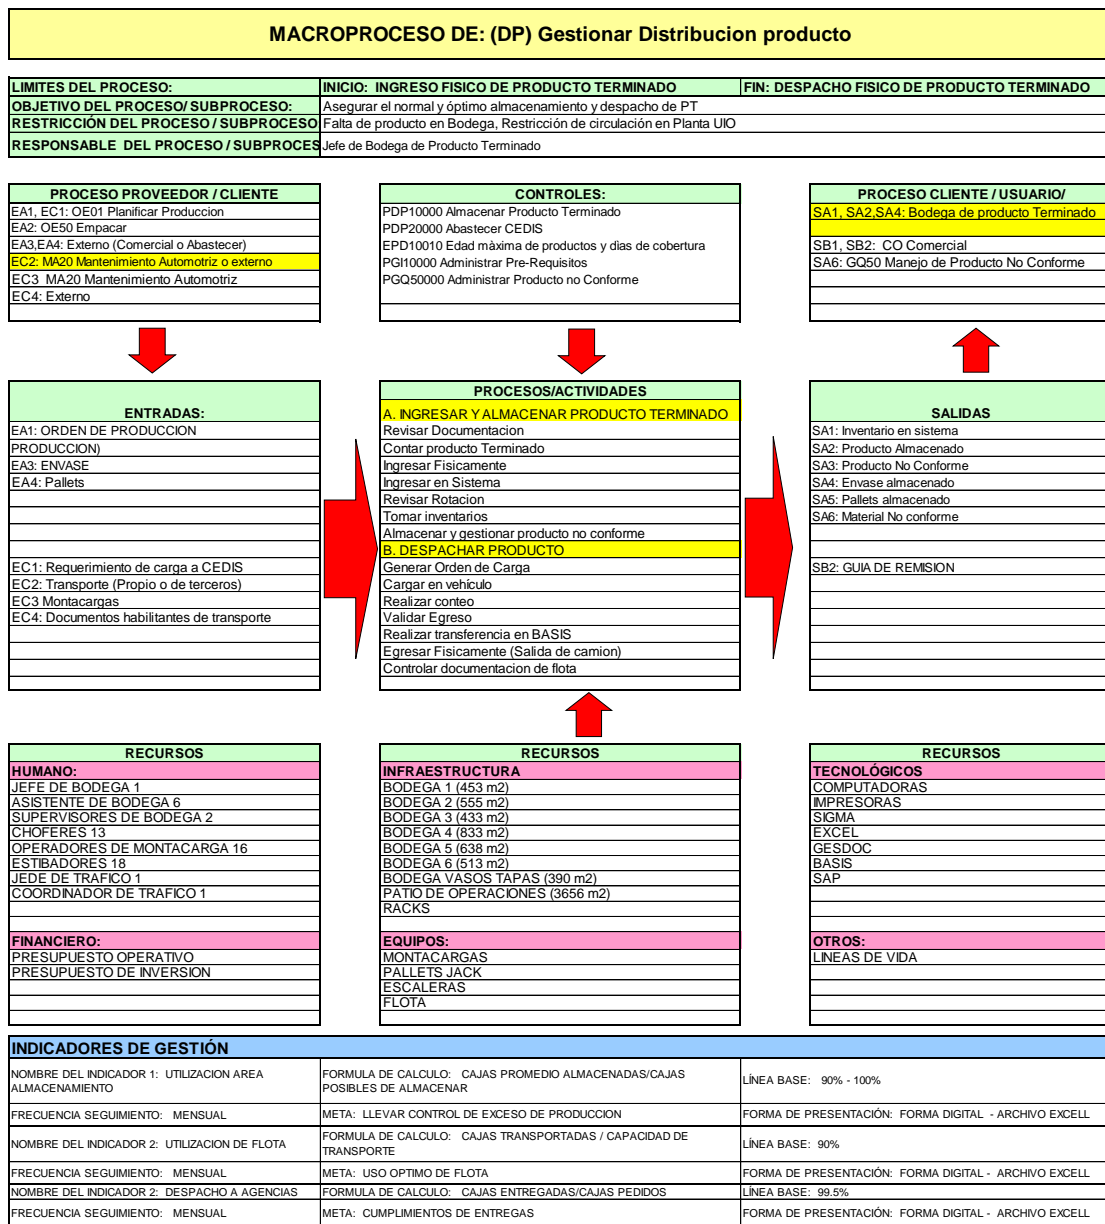 MACROPROCESO DE: (DP) Gestionar Distribucion producto
LIMITES DEL PROCESO: INICIO: INGRESO FISICO DE PRODUCTO TERMINADO FIN: DESPACHO FISICO DE PRODUCTO TERMINADO
OBJETIVO DEL PROCESO/ SUBPROCESO: Asegurar el normal y óptimo almacenamiento y despacho de PT
RESTRICCIÓN DEL PROCESO / SUBPROCESO Falta de producto en Bodega, Restricción de circulación en Planta UIO
RESPONSABLE DEL PROCESO / SUBPROCES Jefe de Bodega de Producto Terminado
PROCESO PROVEEDOR / CLIENTE
EA1, EC1: OE01 Planificar Produccion
EA2: OE50 Empacar
EA3,EA4: Externo (Comercial o Abastecer)
EC2: MA20 Mantenimiento Automotriz o externo
EC3 MA20 Mantenimiento Automotriz
EC4: Externo
CONTROLES:
PDP10000 Almacenar Producto Terminado
PDP20000 Abastecer CEDIS
EPD10010 Edad màxima de productos y dias de cobertura
PGI10000 Administrar Pre-Requisitos
PGQ50000 Administrar Producto no Conforme
PROCESO CLIENTE / USUARIO/
SA1, SA2,SA4: Bodega de producto Terminado
SB1, SB2: CO Comercial
SA6: GQ50 Manejo de Producto No Conforme
ENTRADAS:
EA1: ORDEN DE PRODUCCION
PRODUCCION)
EA3: ENVASE
EA4: Pallets
EC1: Requerimiento de carga a CEDIS
EC2: Transporte (Propio o de terceros)
EC3 Montacargas
EC4: Documentos habilitantes de transporte
PROCESOS/ACTIVIDADES
A. INGRESAR Y ALMACENAR PRODUCTO TERMINADO
Revisar Documentacion
Contar producto Terminado
Ingresar Fisicamente
Ingresar en Sistema
Revisar Rotacion
Tomar inventarios
Almacenar y gestionar producto no conforme
B. DESPACHAR PRODUCTO
Generar Orden de Carga
Cargar en vehículo
Realizar conteo
Validar Egreso
Realizar transferencia en BASIS
Egresar Fisicamente (Salida de camion)
Controlar documentacion de flota
SALIDAS
SA1: Inventario en sistema
SA2: Producto Almacenado
SA3: Producto No Conforme
SA4: Envase almacenado
SA5: Pallets almacenado
SA6: Material No conforme
SB2: GUIA DE REMISION
RECURSOS
HUMANO:
JEFE DE BODEGA 1
ASISTENTE DE BODEGA 6
SUPERVISORES DE BODEGA 2
CHOFERES 13
OPERADORES DE MONTACARGA 16
ESTIBADORES 18
JEDE DE TRAFICO 1
COORDINADOR DE TRAFICO 1
FINANCIERO:
PRESUPUESTO OPERATIVO
PRESUPUESTO DE INVERSION
RECURSOS
INFRAESTRUCTURA
BODEGA 1 (453 m2)
BODEGA 2 (555 m2)
BODEGA 3 (433 m2)
BODEGA 4 (833 m2)
BODEGA 5 (638 m2)
BODEGA 6 (513 m2)
BODEGA VASOS TAPAS (390 m2)
PATIO DE OPERACIONES (3656 m2)
RACKS
EQUIPOS:
MONTACARGAS
PALLETS JACK
ESCALERAS
FLOTA
RECURSOS
TECNOLÓGICOS
COMPUTADORAS
IMPRESORAS
SIGMA
EXCEL
GESDOC
BASIS
SAP
OTROS:
LINEAS DE VIDA
INDICADORES DE GESTIÓN
NOMBRE DEL INDICADOR 1: UTILIZACION AREA ALMACENAMIENTO FORMULA DE CALCULO: CAJAS PROMEDIO ALMACENADAS/CAJAS POSIBLES DE ALMACENAR LÍNEA BASE: 90% - 100%
FRECUENCIA SEGUIMIENTO: MENSUAL META: LLEVAR CONTROL DE EXCESO DE PRODUCCION FORMA DE PRESENTACIÓN: FORMA DIGITAL - ARCHIVO EXCELL
NOMBRE DEL INDICADOR 2: UTILIZACION DE FLOTA FORMULA DE CALCULO: CAJAS TRANSPORTADAS / CAPACIDAD DE TRANSPORTE LÍNEA BASE: 90%
FRECUENCIA SEGUIMIENTO: MENSUAL META: USO OPTIMO DE FLOTA FORMA DE PRESENTACIÓN: FORMA DIGITAL - ARCHIVO EXCELL
NOMBRE DEL INDICADOR 2: DESPACHO A AGENCIAS FORMULA DE CALCULO: CAJAS ENTREGADAS/CAJAS PEDIDOS LÍNEA BASE: 99.5%
FRECUENCIA SEGUIMIENTO: MENSUAL META: CUMPLIMIENTOS DE ENTREGAS FORMA DE PRESENTACIÓN: FORMA DIGITAL - ARCHIVO EXCELL